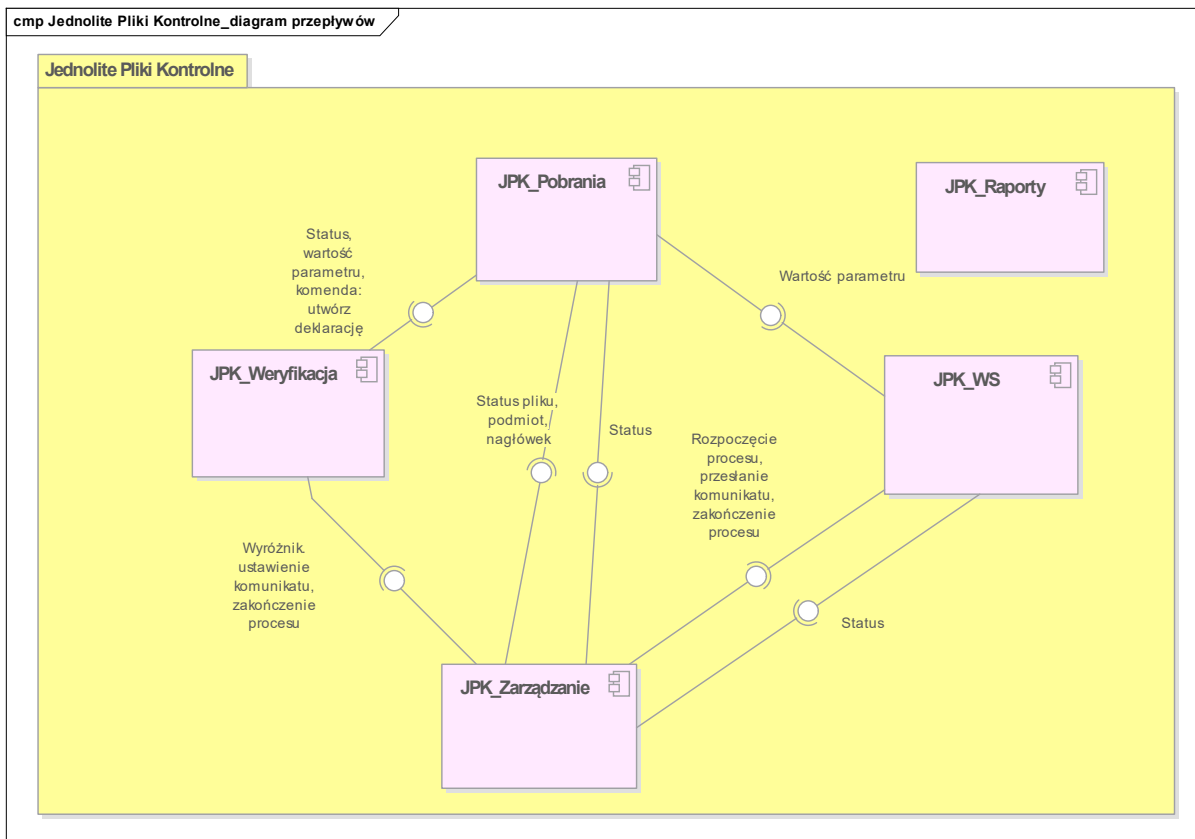 cmp Jednolite Pliki Kontrolne_diagram przepływów
Jednolite Pliki Kontrolne
JPK_Pobrania
JPK_Raporty
Status,
wartość
parametru,
komenda:
utwórz
deklarację
Wartość parametru
JPK_Weryfikacja
JPK_WS
Status pliku,
podmiot,
nagłówek
Status
Rozpoczęcie
procesu,
przesłanie
komunikatu,
zakończenie
procesu
Wyróżnik.
ustawienie
komunikatu,
zakończenie
procesu
Status
JPK_Zarządzanie